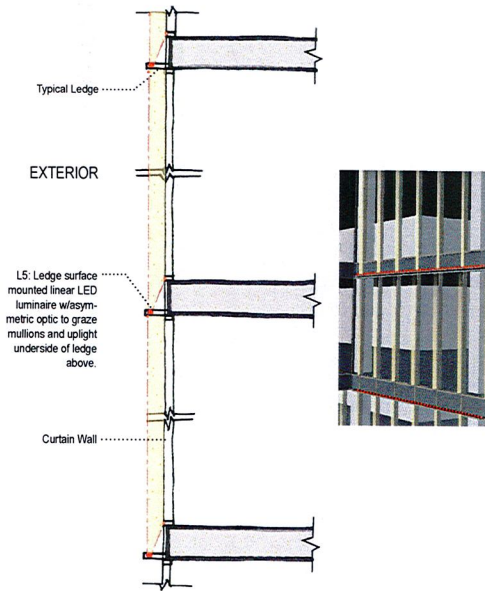 Typical Ledge
EXTERIOR
L5: Ledge surface
mounted linear LED
luminaire w/asym-
metric optic to graze
mullions and uplight
underside of ledge
above.
Curtain Wall